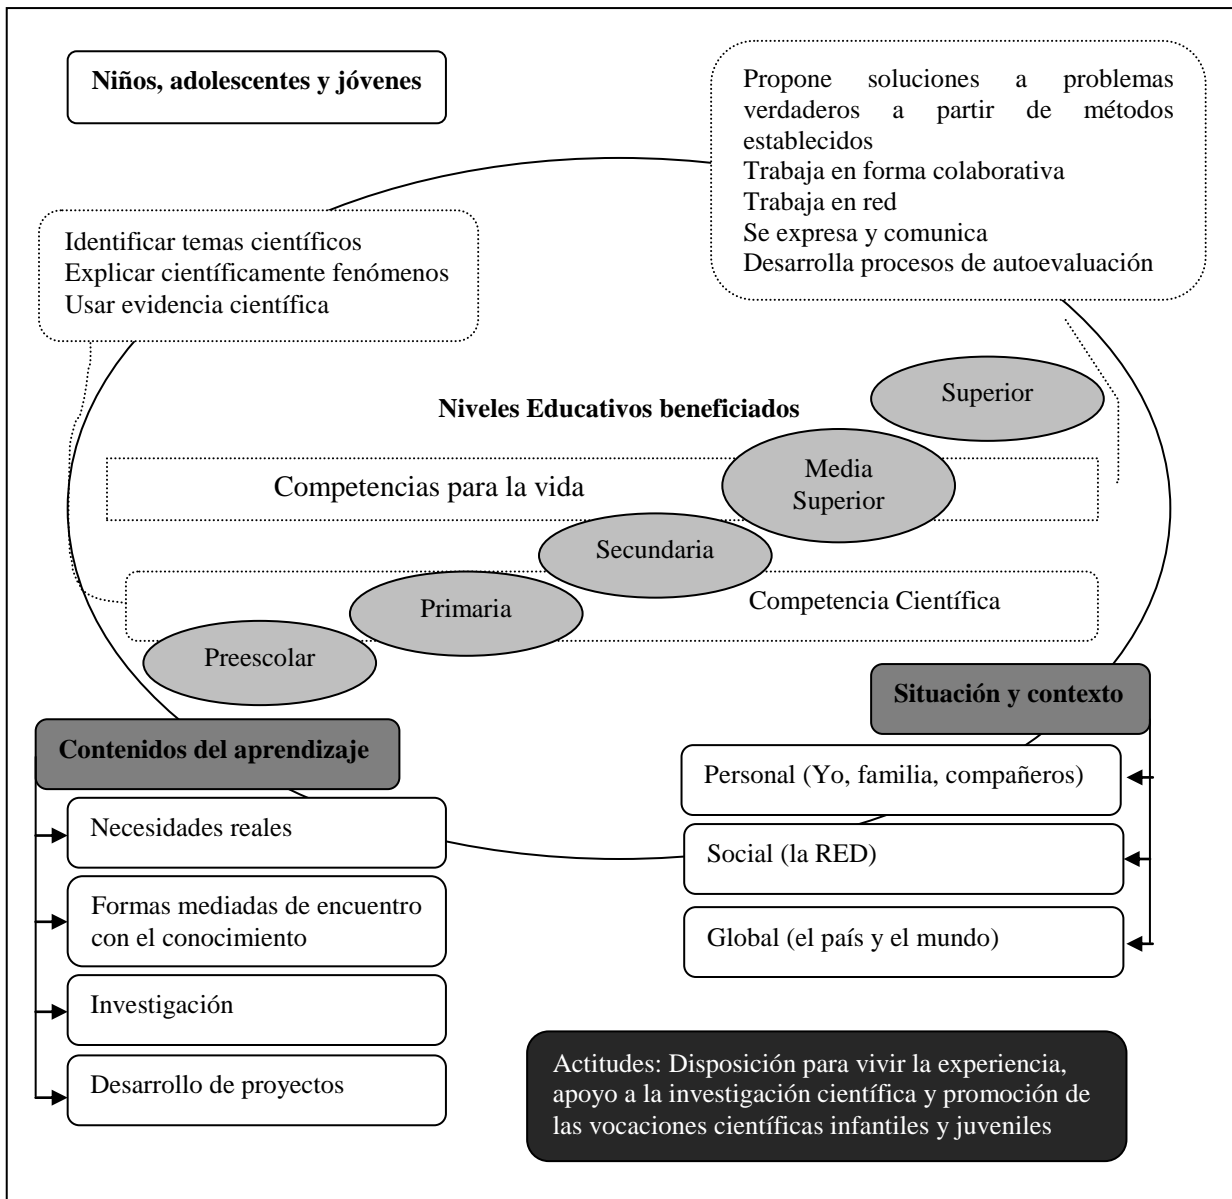 Niños, adolescentes y jóvenes
Propone soluciones a problemas
verdaderos a partir de métodos
establecidos
Trabaja en forma colaborativa
Trabaja en red
Se expresa y comunica
Desarrolla procesos de autoevaluación
Identificar temas científicos
Explicar científicamente fenómenos
Usar evidencia científica
Superior
Niveles Educativos beneficiados
Media
Superior
Competencias para la vida
Secundaria
Primaria
Competencia Científica
Preescolar
Situación y contexto
Contenidos del aprendizaje
Personal (Yo, familia, compañeros)
Necesidades reales
Social (la RED)
Formas mediadas de encuentro
con el conocimiento
Global (el país y el mundo)
Investigación
Desarrollo de proyectos
Actitudes: Disposición para vivir la experiencia,
apoyo a la investigación científica y promoción de
las vocaciones científicas infantiles y juveniles